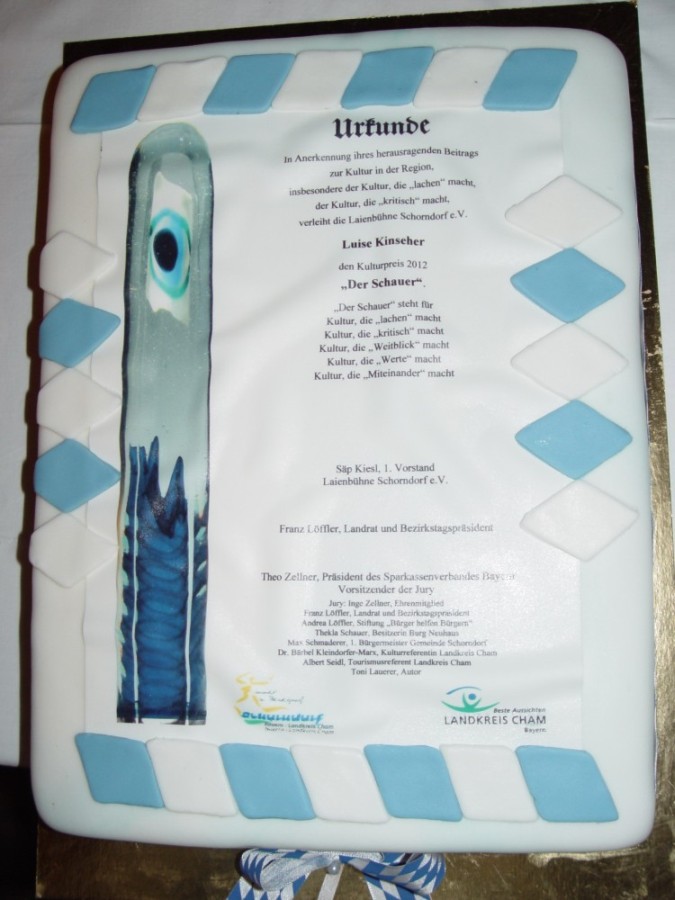 Urkunde
In Anerkennung ihres herausragenden Beitrags
zur Kultur in der Region,
insbesondere der Kultur, die „lachen“ macht,
der Kultur, die „kritisch“ macht,
verleiht die Laienbühne Schorndorf e.V.
Luise Kinseher
den Kulturpreis 2012
„Der Schauer“.
„Der Schauer“ steht für
Kultur, die „lachen“ macht
Kultur, die „kritisch“ macht
Kultur, die „Weitblick“ macht
Kultur, die „Werte“ macht
Kultur, die „Miteinander“ macht
Säp Kiesl, 1. Vorstand
Laienbühne Schorndorf e.V.
Franz Löffler, Landrat und Bezirkstagspräsident
Theo Zellner, Präsident des Sparkassenverbandes Bayern
Vorsitzender der Jury
Jury: Inge Zellner, Ehrenmitglied
Franz Löffler, Landrat und Bezirkstagspräsident
Andrea Löffler, Stiftung „Bürger helfen Bürgern“
Thekla Schauer, Besitzerin Burg Neuhaus
Max Schmaderer, 1. Bürgermeister Gemeinde Schorndorf
Dr. Bärbel Kleindorfer-Marx, Kulturreferentin Landkreis Cham
Albert Seidl, Tourismusreferent Landkreis Cham
Toni Lauerer, Autor
Schorndorf
Landkreis Cham
Beste Aussichten
LANDKREIS CHAM
Bayern